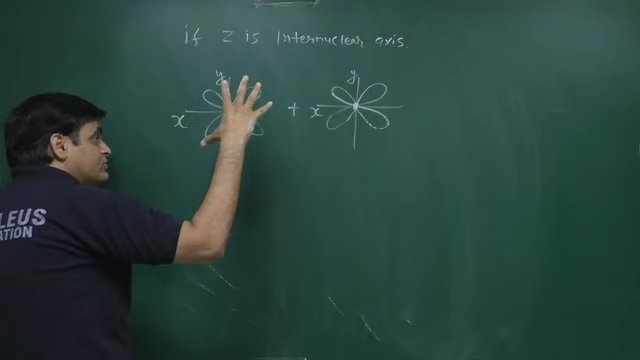 if Z is internuclear axis.
y y
x + x
LEUS
ATION